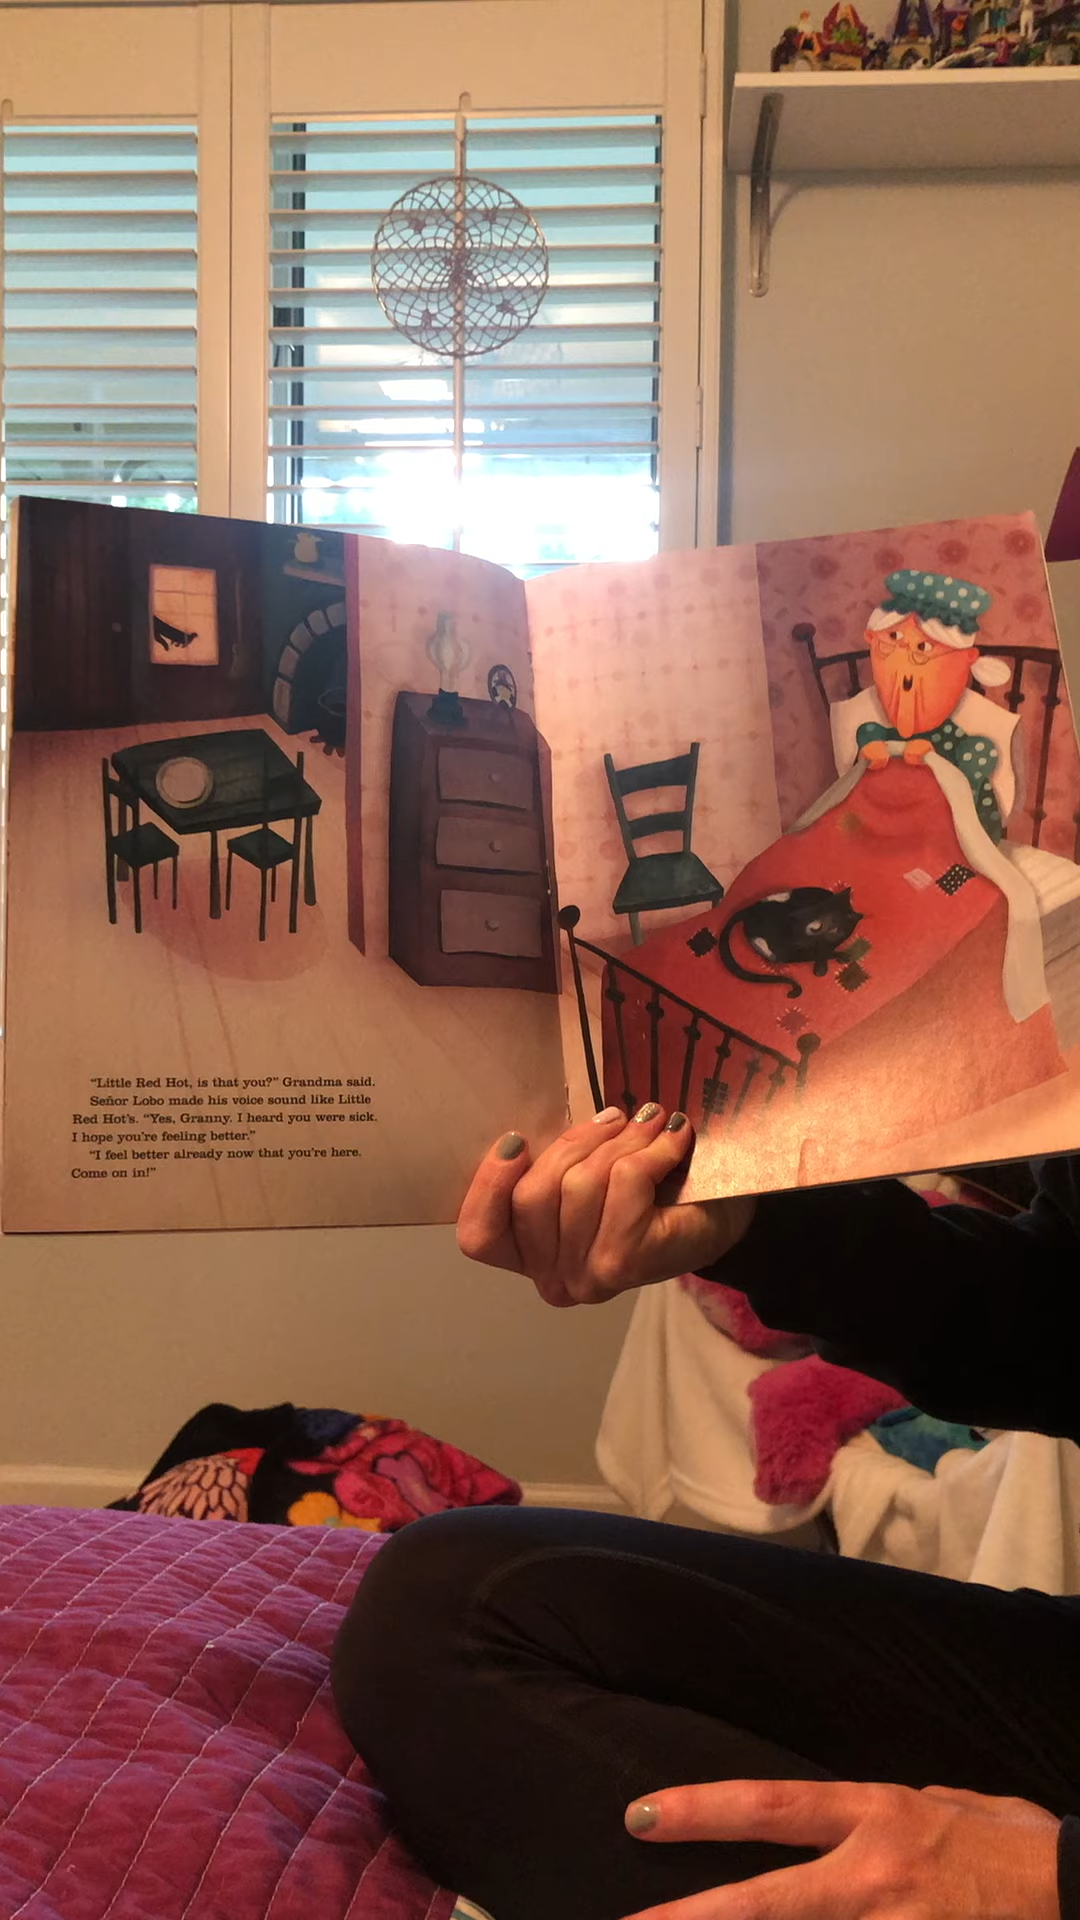 “Little Red Hot, is that you?” Grandma said.
Señor Lobo made his voice sound like Little
Red Hot’s. “Yes, Granny. I heard you were sick.
I hope you’re feeling better.”
“I feel better already now that you’re here.
Come on in!”